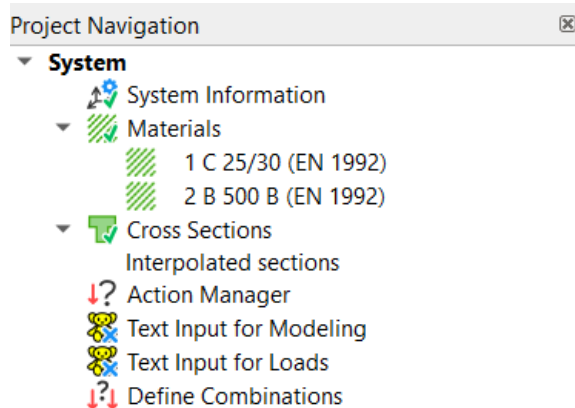 Project Navigation
System
System Information
Materials
1 C 25/30 (EN 1992)
2 B 500 B (EN 1992)
Cross Sections
Interpolated sections
Action Manager
Text Input for Modeling
Text Input for Loads
Define Combinations